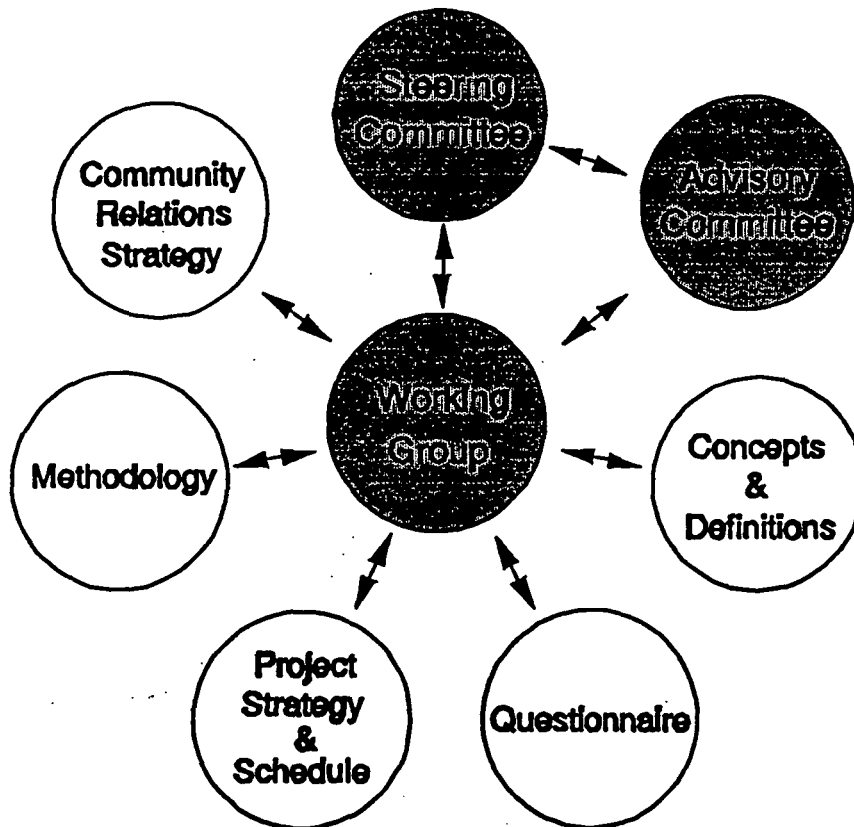 Steering
Committee
Community
Relations
Strategy
Advisory
Committee
Working
Group
Methodology
Concepts
&
Definitions
Project
Strategy
&
Schedule
Questionnaire